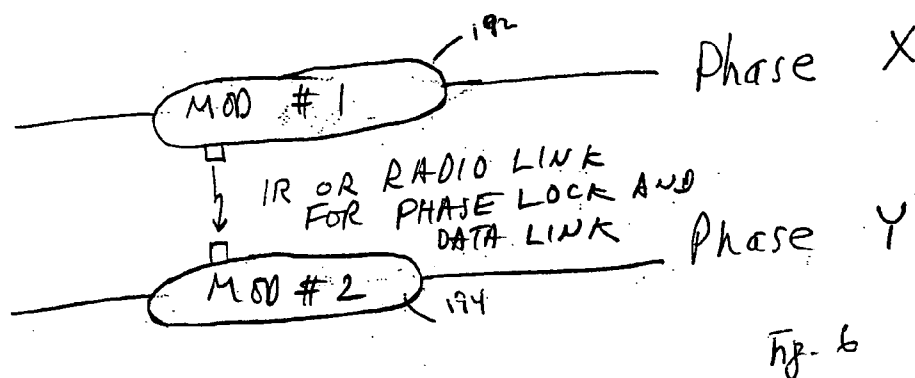 192
Phase X
MOD # 1
IR OR RADIO LINK
FOR PHASE LOCK AND
DATA LINK
Phase Y
MOD # 2
194
Fig. 6